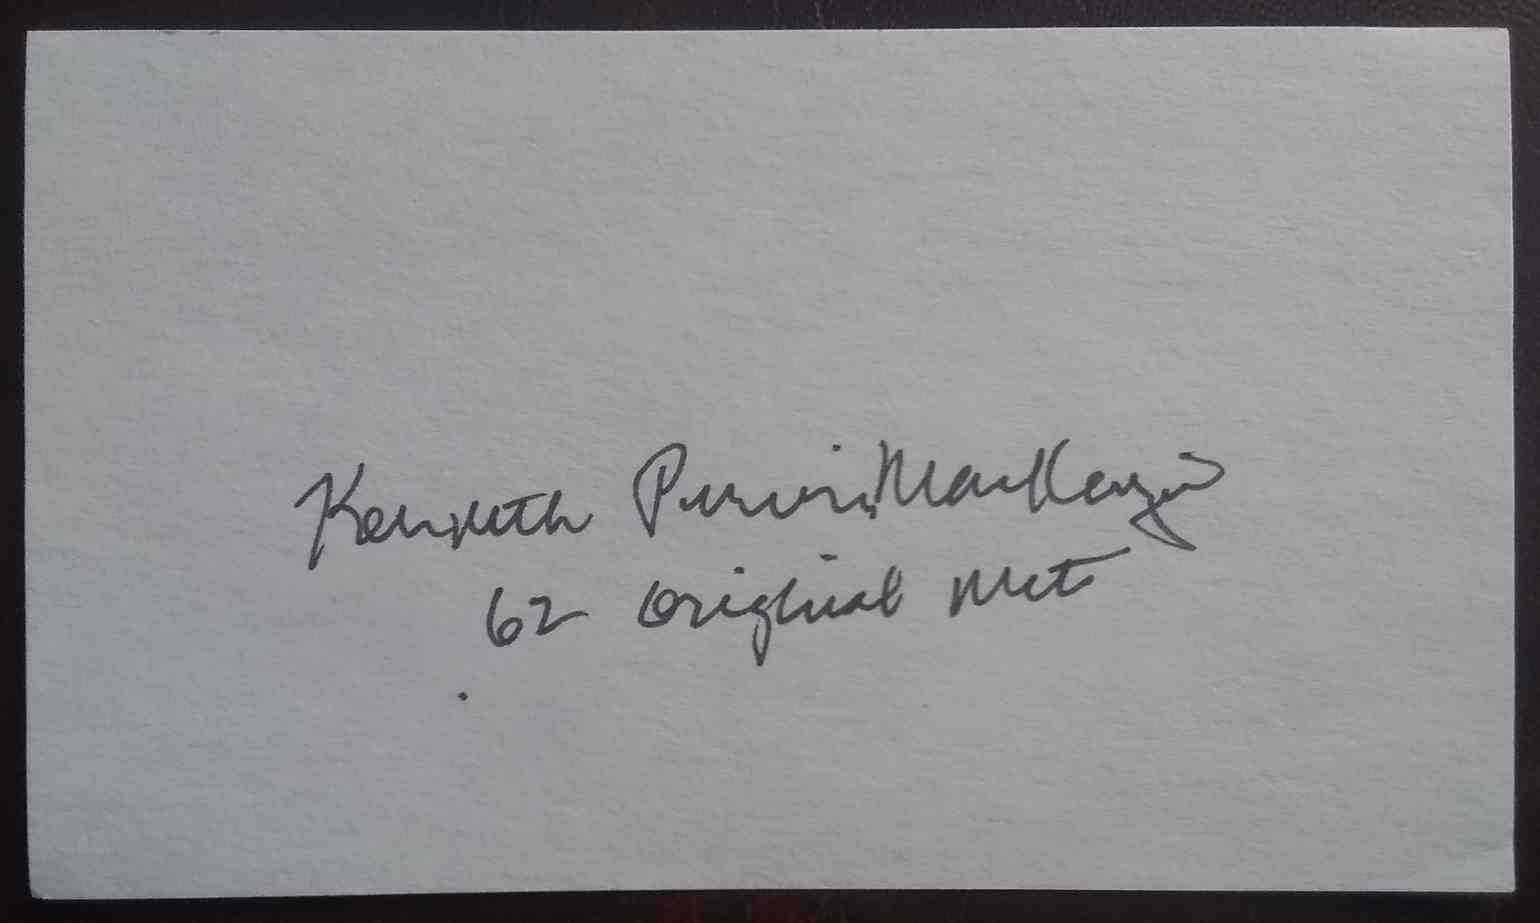 Kenneth Purvis MacKenzie
62 Original Met